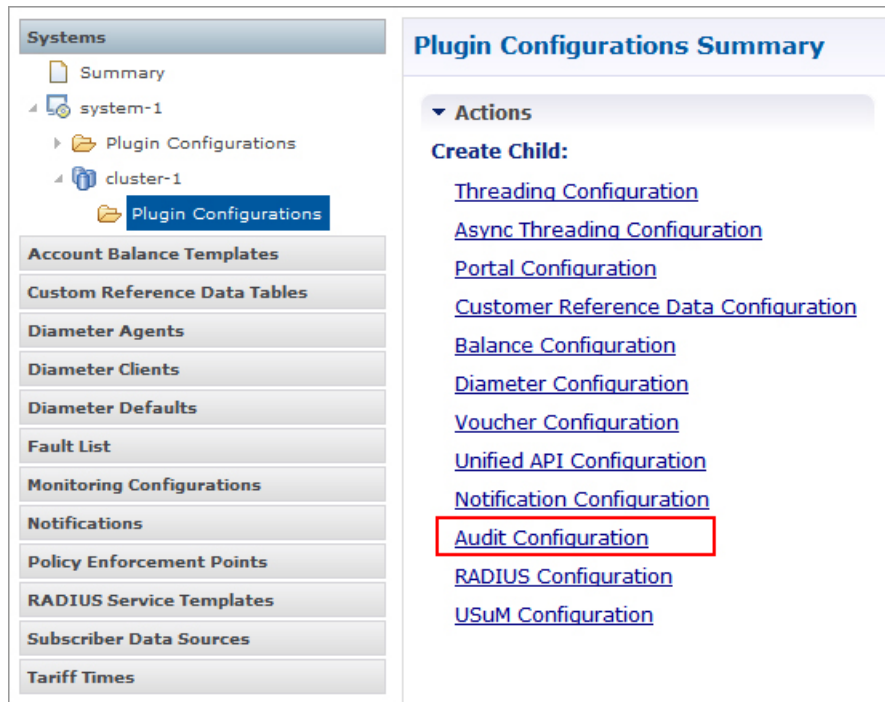 Systems
Summary
system-1
Plugin Configurations
cluster-1
Plugin Configurations
Account Balance Templates
Custom Reference Data Tables
Diameter Agents
Diameter Clients
Diameter Defaults
Fault List
Monitoring Configurations
Notifications
Policy Enforcement Points
RADIUS Service Templates
Subscriber Data Sources
Tariff Times
Plugin Configurations Summary
Actions
Create Child:
Threading Configuration
Async Threading Configuration
Portal Configuration
Customer Reference Data Configuration
Balance Configuration
Diameter Configuration
Voucher Configuration
Unified API Configuration
Notification Configuration
Audit Configuration
RADIUS Configuration
USuM Configuration